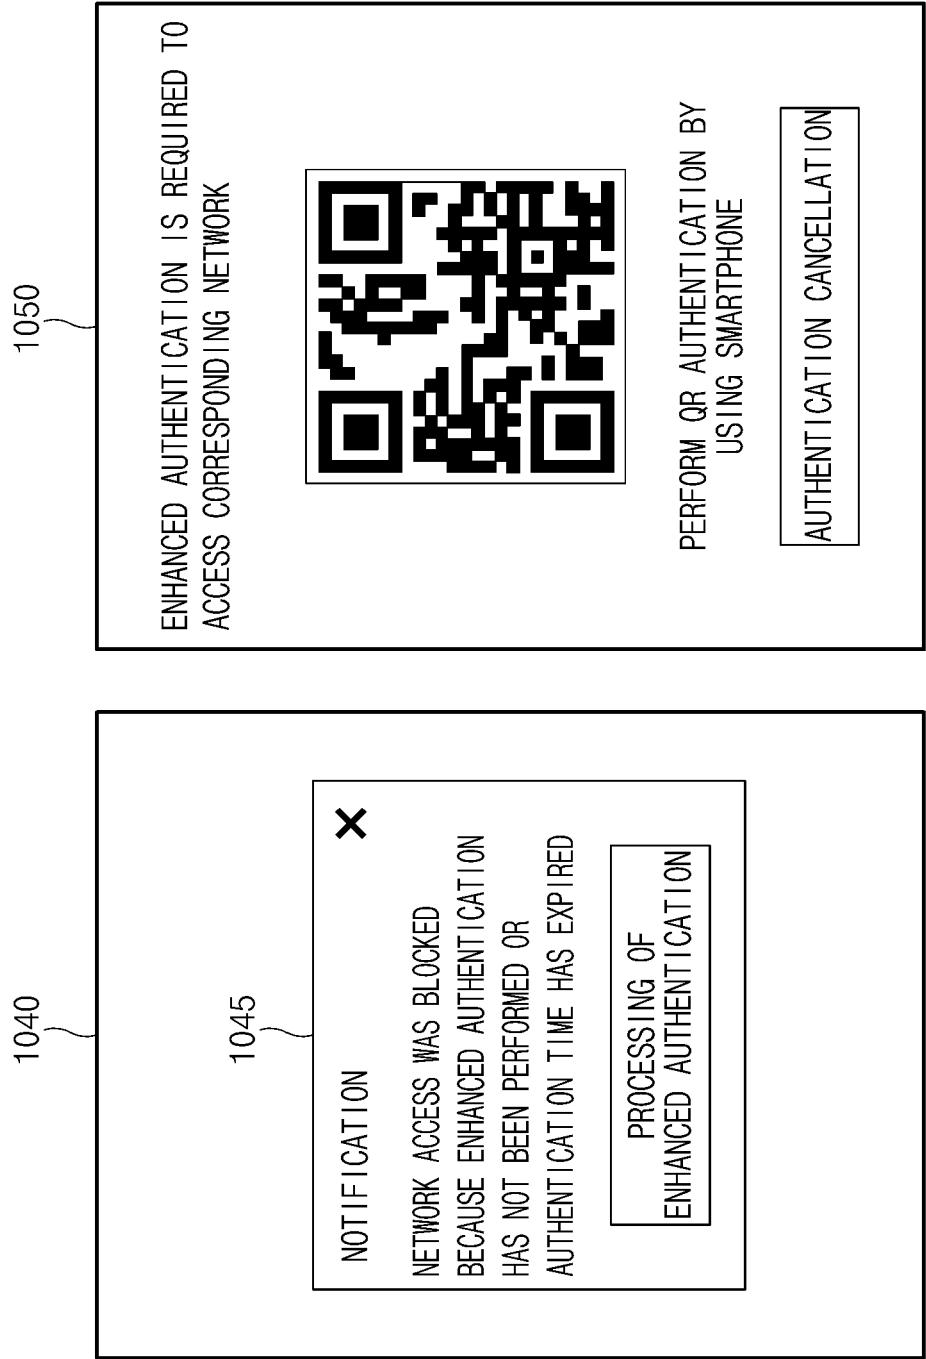 1040
1045
NOTIFICATION
NETWORK ACCESS WAS BLOCKED
BECAUSE ENHANCED AUTHENTICATION
HAS NOT BEEN PERFORMED OR
AUTHENTICATION TIME HAS EXPIRED
PROCESSING OF
ENHANCED AUTHENTICATION
1050
ENHANCED AUTHENTICATION IS REQUIRED TO
ACCESS CORRESPONDING NETWORK
PERFORM QR AUTHENTICATION BY
USING SMARTPHONE
AUTHENTICATION CANCELLATION